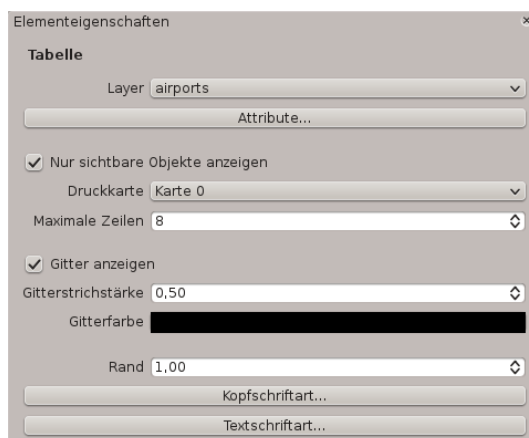 Elementeigenschaften
Tabelle
Layer airports
Attribute...
Nur sichtbare Objekte anzeigen
Druckkarte Karte 0
Maximale Zeilen 8
Gitter anzeigen
Gitterstrichstärke 0,50
Gitterfarbe
Rand 1,00
Kopfschriftart...
Textschriftart...